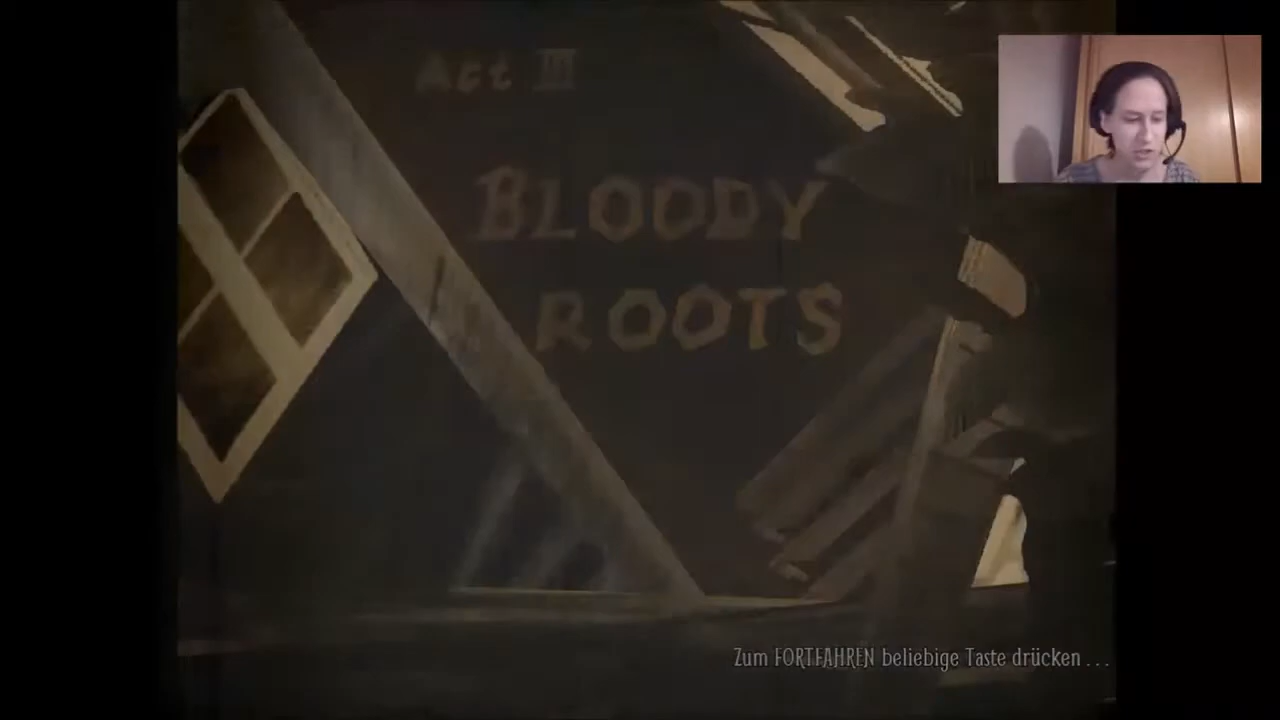 Act III
BLOODY
ROOTS
Zum FORTFAHREN beliebige Taste drücken . . .